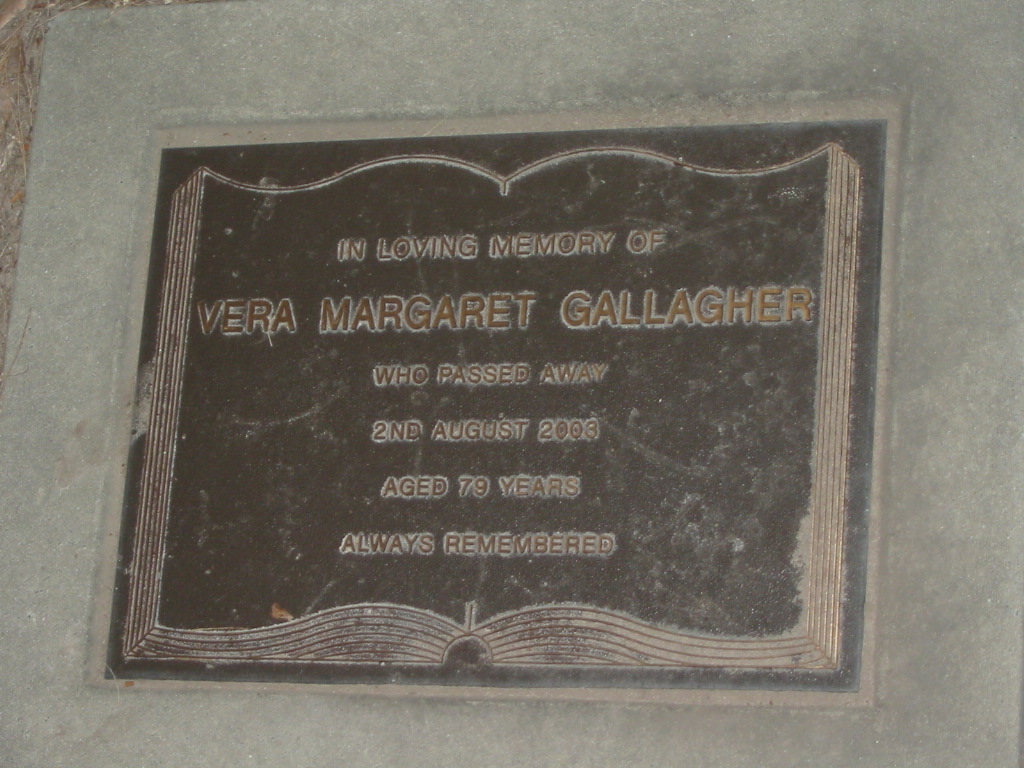 IN LOVING MEMORY OF
VERA MARGARET GALLAGHER
WHO PASSED AWAY
2ND AUGUST 2003
AGED 79 YEARS
ALWAYS REMEMBERED